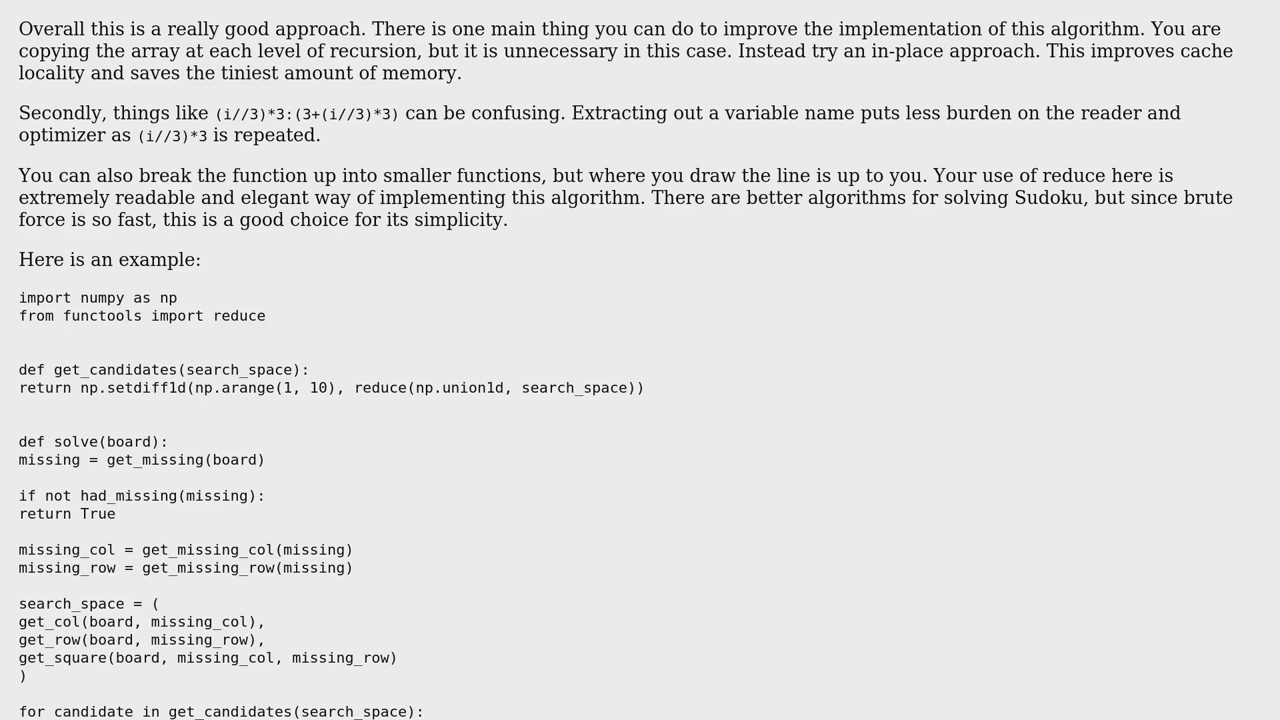 Overall this is a really good approach. There is one main thing you can do to improve the implementation of this algorithm. You are
copying the array at each level of recursion, but it is unnecessary in this case. Instead try an in-place approach. This improves cache
locality and saves the tiniest amount of memory.
Secondly, things like (i//3)*3:(3+(i//3)*3) can be confusing. Extracting out a variable name puts less burden on the reader and
optimizer as (i//3)*3 is repeated.
You can also break the function up into smaller functions, but where you draw the line is up to you. Your use of reduce here is
extremely readable and elegant way of implementing this algorithm. There are better algorithms for solving Sudoku, but since brute
force is so fast, this is a good choice for its simplicity.
Here is an example:
import numpy as np
from functools import reduce
def get_candidates(search_space):
return np.setdiff1d(np.arange(1, 10), reduce(np.union1d, search_space))
def solve(board):
missing = get_missing(board)
if not had_missing(missing):
return True
missing_col = get_missing_col(missing)
missing_row = get_missing_row(missing)
search_space = (
get_col(board, missing_col),
get_row(board, missing_row),
get_square(board, missing_col, missing_row)
)
for candidate in get_candidates(search_space):